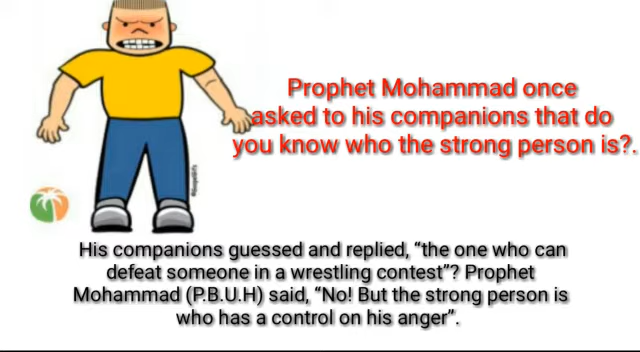 Prophet Mohammad once
asked to his companions that do
you know who the strong person is?.
His companions guessed and replied, “the one who can
defeat someone in a wrestling contest”? Prophet
Mohammad (P.B.U.H) said, “No! But the strong person is
who has a control on his anger”.